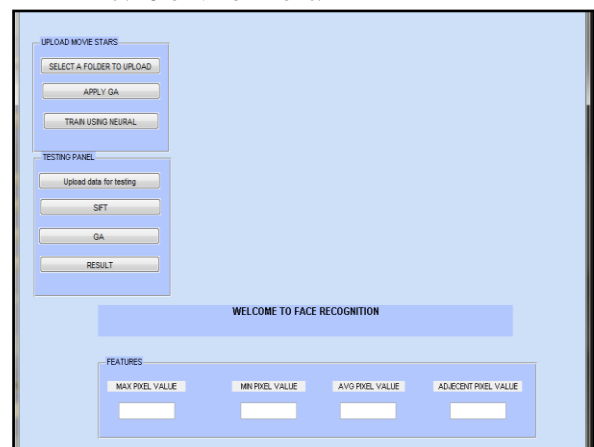 UPLOAD MOVIE STARS
SELECT A FOLDER TO UPLOAD
APPLY GA
TRAIN USING NEURAL
TESTING PANEL
Upload data for testing
SIFT
GA
RESULT
WELCOME TO FACE RECOGNITION
FEATURES
MAX PIXEL VALUE MIN PIXEL VALUE AVG PIXEL VALUE ADJECENT PIXEL VALUE